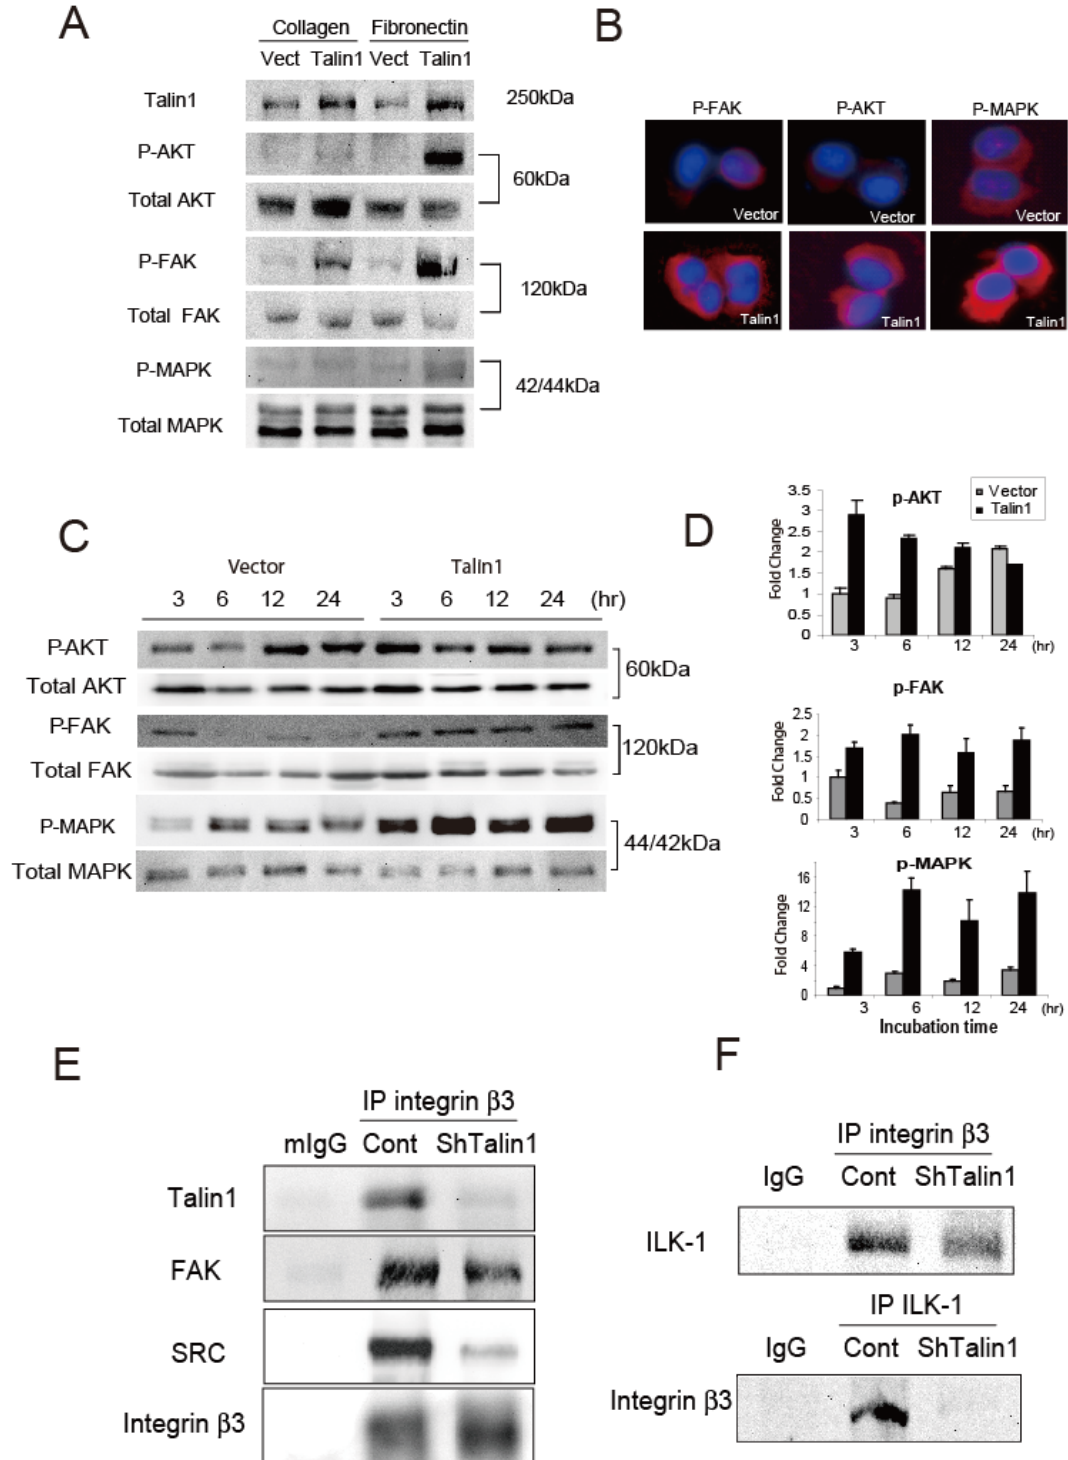 A
Collagen Fibronectin
Vect Talin1 Vect Talin1
Talin1 250kDa
P-AKT
60kDa
Total AKT
P-FAK
120kDa
Total FAK
P-MAPK
42/44kDa
Total MAPK
B
P-FAK P-AKT P-MAPK
Vector Vector Vector
Talin1 Talin1 Talin1
C
Vector Talin1
3 6 12 24 3 6 12 24 (hr)
P-AKT
60kDa
Total AKT
P-FAK
120kDa
Total FAK
P-MAPK
44/42kDa
Total MAPK
D
p-AKT
Vector
Talin1
Fold Change
3.5
3
2.5
2
1.5
1
0.5
0
3 6 12 24 (hr)
p-FAK
Fold Change
2.5
2
1.5
1
0.5
0
3 6 12 24 (hr)
p-MAPK
Fold Change
16
12
8
4
0
3 6 12 24 (hr)
Incubation time
E
IP integrin β3
mIgG Cont ShTalin1
Talin1
FAK
SRC
Integrin β3
F
IP integrin β3
IgG Cont ShTalin1
ILK-1
IP ILK-1
IgG Cont ShTalin1
Integrin β3